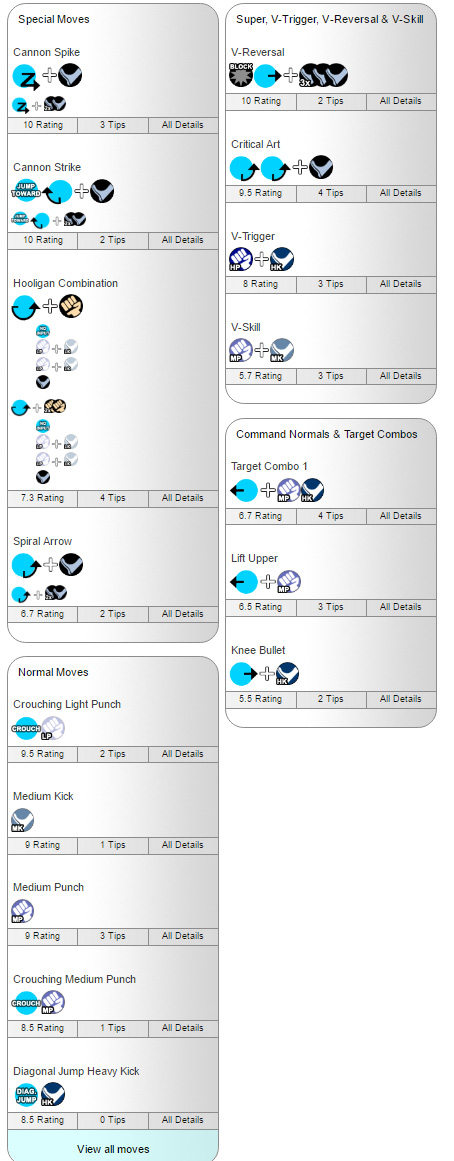 Special Moves
Cannon Spike
10 Rating 3 Tips All Details
Cannon Strike
JUMP TOWARD
JUMP TOWARD
10 Rating 2 Tips All Details
Hooligan Combination
7.3 Rating 4 Tips All Details
Spiral Arrow
6.7 Rating 2 Tips All Details
Normal Moves
Crouching Light Punch
CROUCH LP
9.5 Rating 2 Tips All Details
Medium Kick
MK
9 Rating 1 Tips All Details
Medium Punch
MP
9 Rating 3 Tips All Details
Crouching Medium Punch
CROUCH MP
8.5 Rating 1 Tips All Details
Diagonal Jump Heavy Kick
DIAG. JUMP HK
8.5 Rating 0 Tips All Details
View all moves
Super, V-Trigger, V-Reversal & V-Skill
V-Reversal
BLOCK 3x
10 Rating 2 Tips All Details
Critical Art
9.5 Rating 4 Tips All Details
V-Trigger
HP HK
8 Rating 3 Tips All Details
V-Skill
MP MK
5.7 Rating 3 Tips All Details
Command Normals & Target Combos
Target Combo 1
MP HK
6.7 Rating 4 Tips All Details
Lift Upper
MP
6.5 Rating 3 Tips All Details
Knee Bullet
HK
5.5 Rating 2 Tips All Details